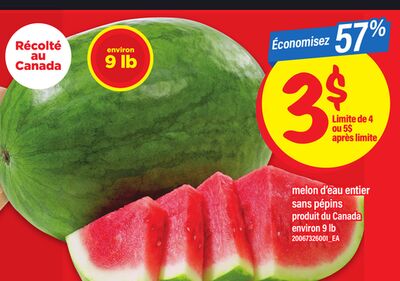 Récolté
au
Canada
environ
9 lb
Économisez 57%
3$
Limite de 4
ou 5$
après limite
melon d'eau entier
sans pépins
produit du Canada
environ 9 lb
20067326001_EA